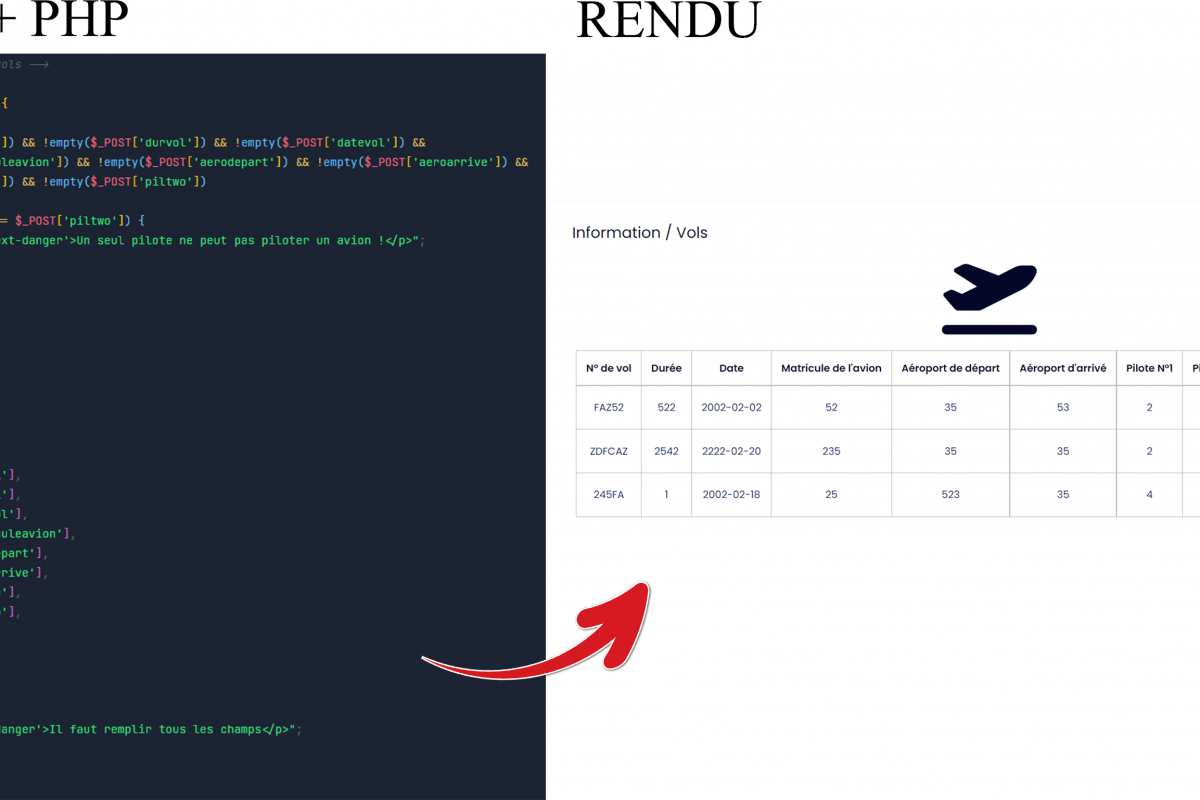 + PHP
RENDU
ols -->
{
]) && !empty($_POST['durvol']) && !empty($_POST['datevol']) &&
leavion']) && !empty($_POST['aerodepart']) && !empty($_POST['aeroarrive']) &&
]) && !empty($_POST['piltwo'])
== $_POST['piltwo']) {
xt-danger'>Un seul pilote ne peut pas piloter un avion !</p>";
'],
'],
ol'],
uleavion'],
part'],
rive'],
'],
'],
anger'>Il faut remplir tous les champs</p>";
Information / Vols
N° de vol Durée Date Matricule de l'avion Aéroport de départ Aéroport d'arrivé Pilote N°1 Pi
FAZ52 522 2002-02-02 52 35 53 2
ZDFCAZ 2542 2222-02-20 235 35 35 2
245FA 1 2002-02-18 25 523 35 4